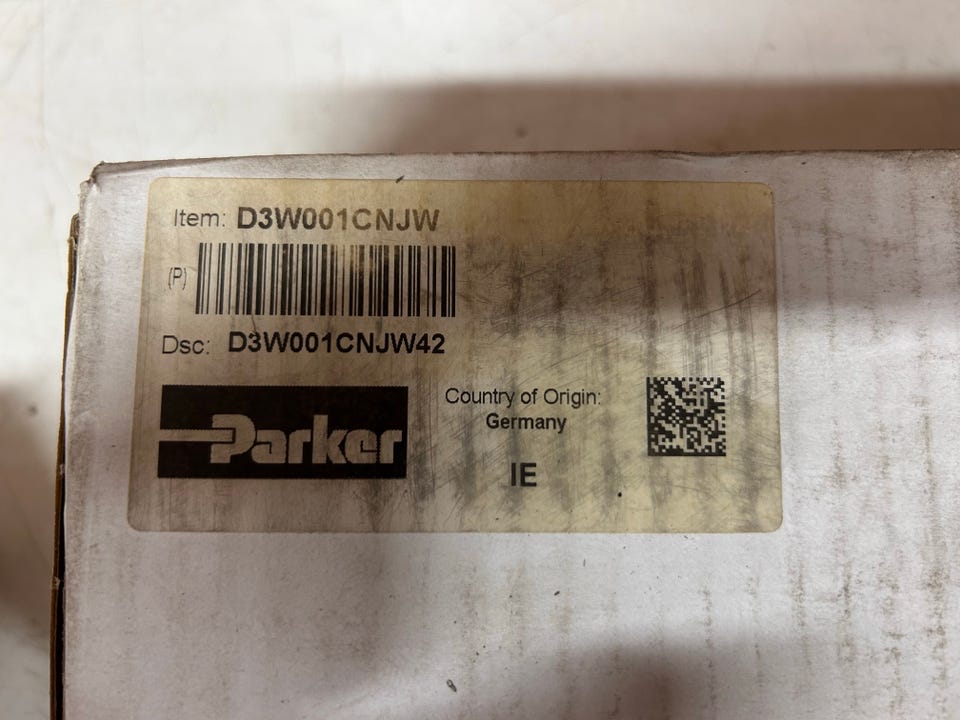 Item: D3W001CNJW
(P)
Dsc: D3W001CNJW42
Parker
Country of Origin:
Germany
IE